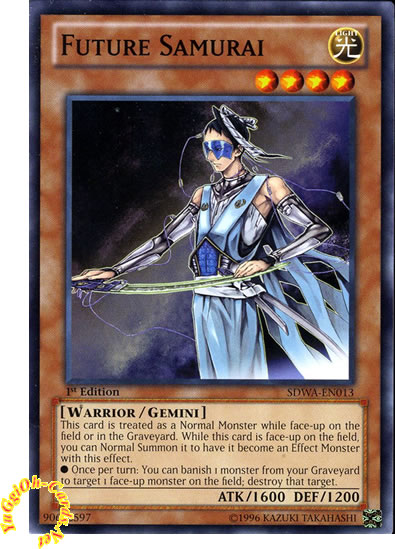 FUTURE SAMURAI
LIGHT
光
1st Edition
SDWA-EN013
[WARRIOR / GEMINI]
This card is treated as a Normal Monster while face-up on
the field or in the Graveyard. While this card is face-up on the field,
you can Normal Summon it to have it become an Effect Monster
with this effect.
● Once per turn: You can banish 1 monster from your Graveyard
to target 1 face-up monster on the field; destroy that target.
ATK/1600 DEF/1200
©1996 KAZUKI TAKAHASHI
YuGeiOh-Cards.Net